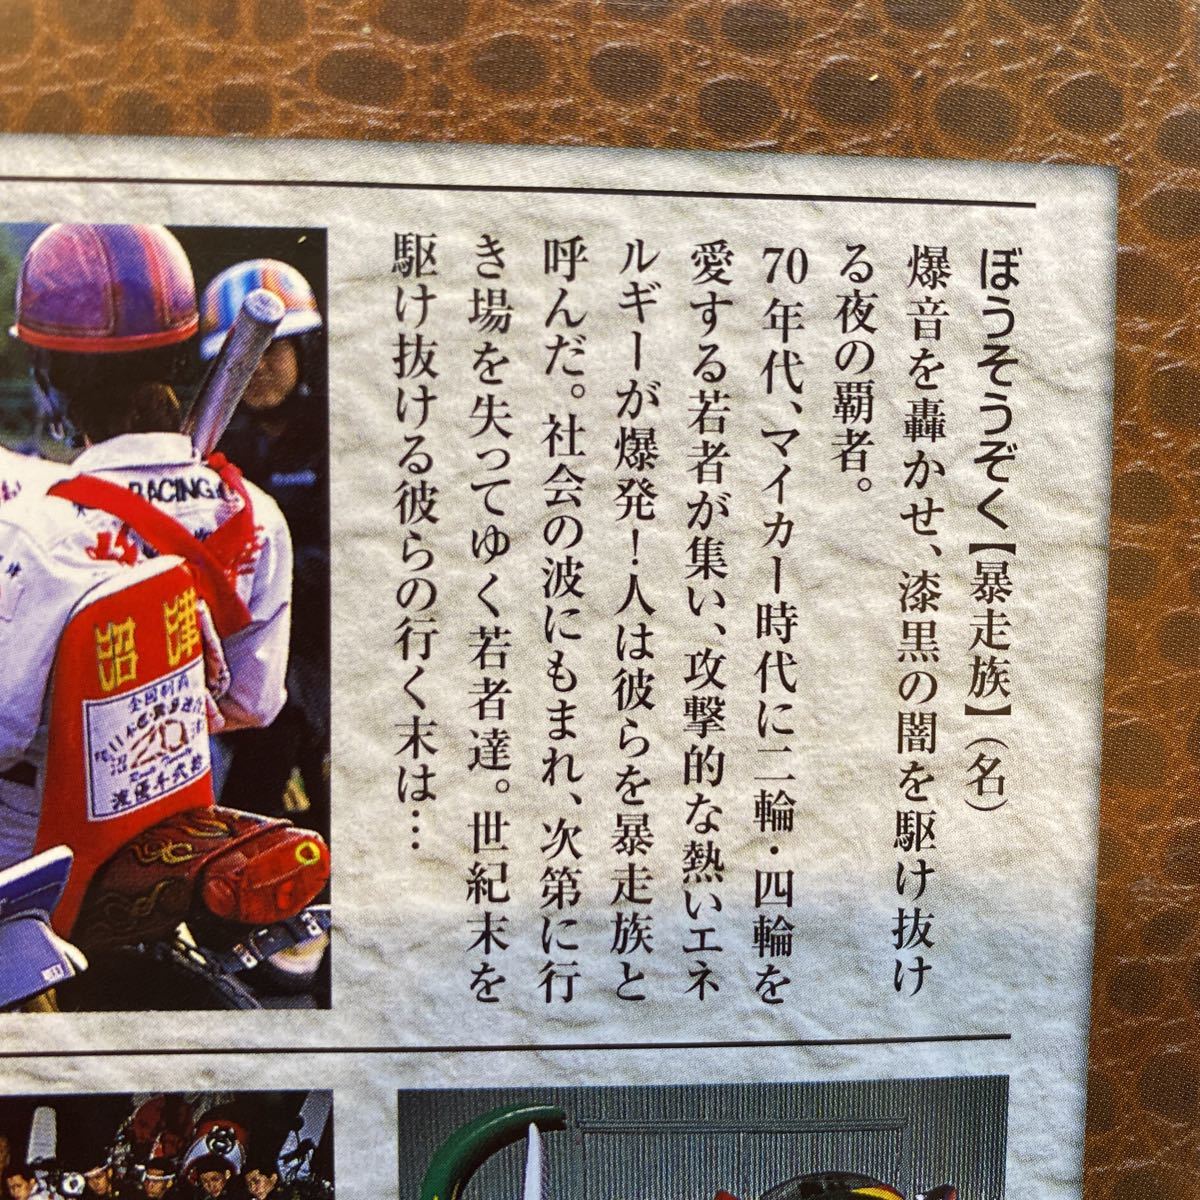 ぼうそうぞく【暴走族】（名）
爆音を轟かせ、漆黒の闇を駆け抜け
る夜の覇者。
70年代、マイカー時代に二輪・四輪を
愛する若者が集い、攻撃的な熱いエネ
ルギーが爆発！人は彼らを暴走族と
呼んだ。社会の波にもまれ、次第に行
き場を失ってゆく若者達。世紀末を
駆け抜ける彼らの行く末は…
RACING
沼津